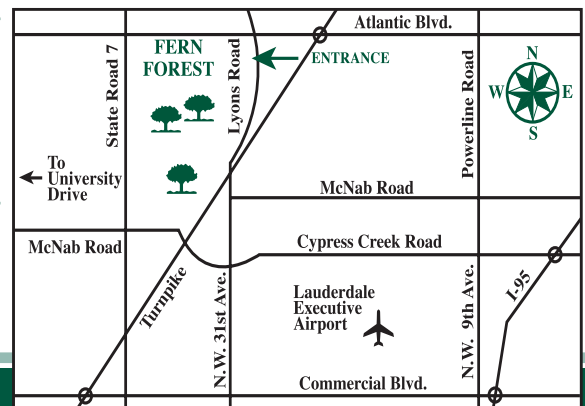 Atlantic Blvd.
FERN
FOREST
ENTRANCE
State Road 7
Lyons Road
Powerline Road
N
W
E
S
To
University
Drive
McNab Road
McNab Road
Cypress Creek Road
Turnpike
N.W. 31st Ave.
Lauderdale
Executive
Airport
N.W. 9th Ave.
I-95
Commercial Blvd.